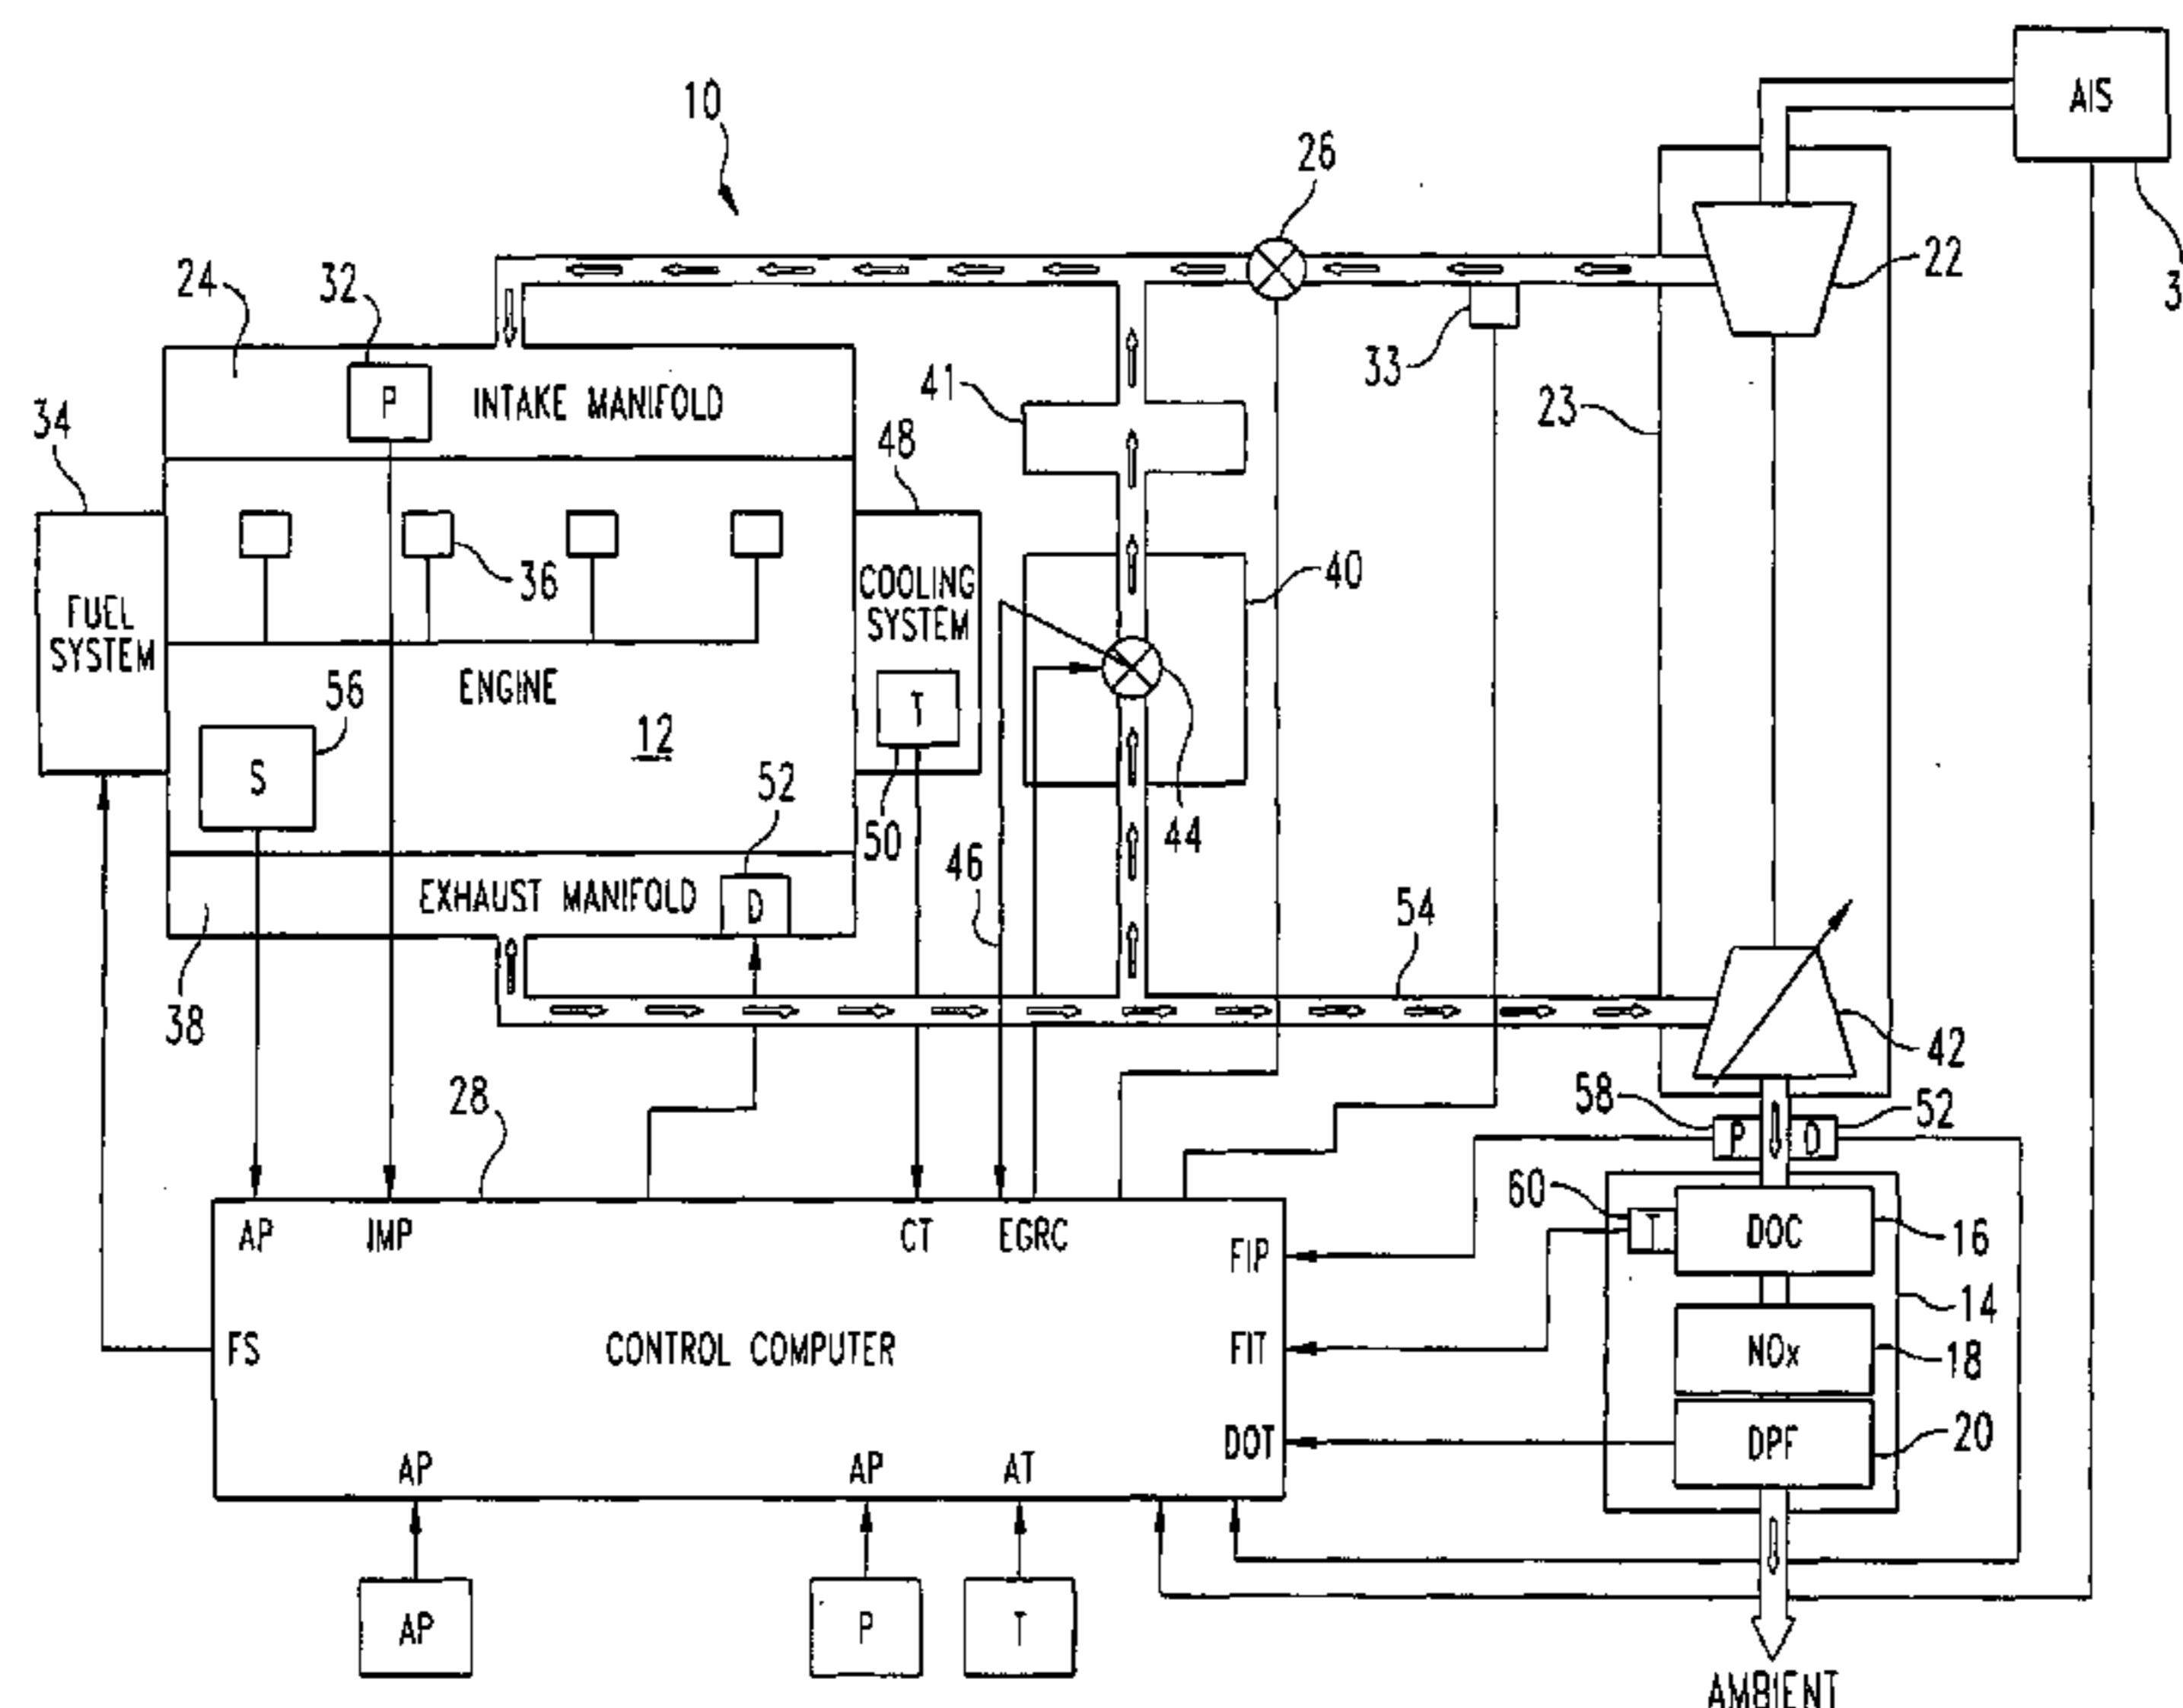 AIS
10
26
24
32
22
3
33
P
INTAKE MANIFOLD
41
23
34
48
36
40
FUEL
SYSTEM
COOLING
SYSTEM
ENGINE
56
T
12
S
52
50
44
46
EXHAUST MANIFOLD
D
54
38
42
28
58
P
D
52
60
T
DOC
16
AP
IMP
CT
EGRC
FIP
14
FS
CONTROL COMPUTER
FIT
NOx
18
DOT
DPF
20
AP
AP
AT
AP
P
T
AMBIENT